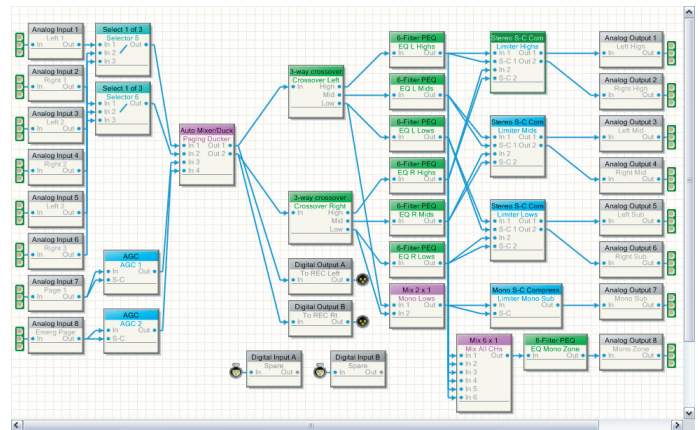 Analog Input 1
Left 1
In Out
Analog Input 2
Right 1
In Out
Analog Input 3
Left 2
In Out
Analog Input 4
Right 2
In Out
Analog Input 5
Left 3
In Out
Analog Input 6
Right 3
In Out
Analog Input 7
Page 1
In Out
Analog Input 8
Emerg Page
In Out
Select 1 of 3
Selector 5
In 1 Out
In 2
In 3
Select 1 of 3
Selector 6
In 1 Out
In 2
In 3
AGC
AGC 1
In Out
S-C
AGC
AGC 2
In Out
S-C
Auto Mixer/Duck
Paging Ducker
In 1 Out 1
In 2 Out 2
In 3
In 4
3-way crossover
Crossover Left
In High
Mid
Low
3-way crossover
Crossover Right
In High
Mid
Low
Digital Output A
To REC Left
In Out
Digital Output B
To REC Rt
In Out
Digital Input A
Spare
In Out
Digital Input B
Spare
In Out
6-Filter PEQ
EQ L Highs
In Out
6-Filter PEQ
EQ L Mids
In Out
6-Filter PEQ
EQ L Lows
In Out
6-Filter PEQ
EQ R Highs
In Out
6-Filter PEQ
EQ R Mids
In Out
6-Filter PEQ
EQ R Lows
In Out
Mix 2 x 1
Mono Lows
In 1 Out
In 2
Mix 6 x 1
Mix All CHs
In 1 Out
In 2
In 3
In 4
In 5
In 6
Stereo S-C Com
Limiter Highs
In 1 Out 1
S-C 1 Out 2
In 2
S-C 2
Stereo S-C Com
Limiter Mids
In 1 Out 1
S-C 1 Out 2
In 2
S-C 2
Stereo S-C Com
Limiter Lows
In 1 Out 1
S-C 1 Out 2
In 2
S-C 2
Mono S-C Compress
Limiter Mono Sub
In Out
S-C
6-Filter PEQ
EQ Mono Zone
In Out
Analog Output 1
Left High
In Out
Analog Output 2
Right High
In Out
Analog Output 3
Left Mid
In Out
Analog Output 4
Right Mid
In Out
Analog Output 5
Left Sub
In Out
Analog Output 6
Right Sub
In Out
Analog Output 7
Mono Sub
In Out
Analog Output 8
Mono Zone
In Out